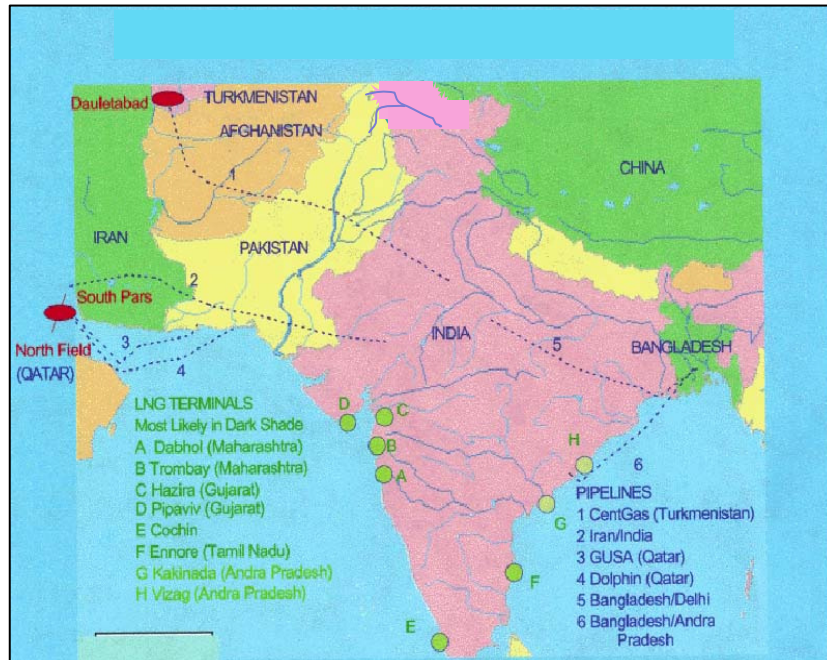 Dauletabad
TURKMENISTAN
AFGHANISTAN
1
CHINA
IRAN
PAKISTAN
2
South Pars
North Field
(QATAR)
3
4
INDIA
5
BANGLADESH
LNG TERMINALS
Most Likely in Dark Shade
A Dabhol (Maharashtra)
B Trombay (Maharashtra)
C Hazira (Gujarat)
D Pipaviv (Gujarat)
E Cochin
F Ennore (Tamil Nadu)
G Kakinada (Andra Pradesh)
H Vizag (Andra Pradesh)
D
C
B
A
H
6
G
F
E
PIPELINES
1 CentGas (Turkmenistan)
2 Iran/India
3 GUSA (Qatar)
4 Dolphin (Qatar)
5 Bangladesh/Delhi
6 Bangladesh/Andra
Pradesh